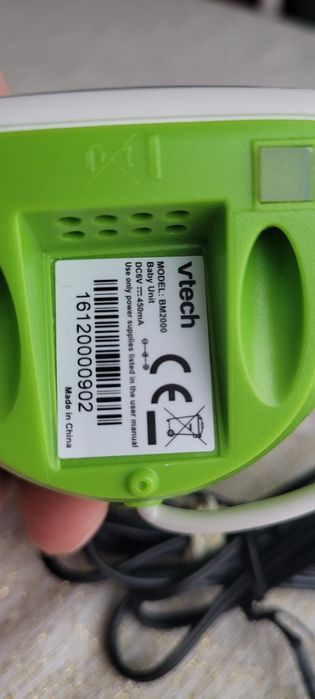 vtech
MODEL: BM2000
Baby Unit
DC6V ⎓ 450mA
Use only power supplies listed in the user manual
CE
16120000902
Made in China